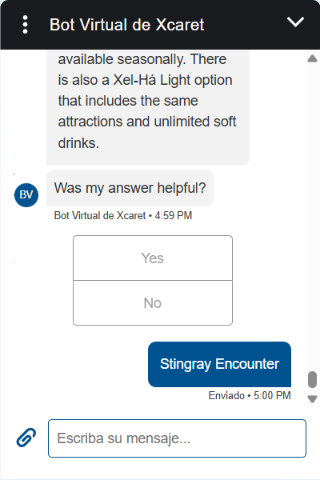 Bot Virtual de Xcaret
available seasonally. There
is also a Xel-Há Light option
that includes the same
attractions and unlimited soft
drinks.
Was my answer helpful?
BV
Bot Virtual de Xcaret • 4:59 PM
Yes
No
Stingray Encounter
Enviado • 5:00 PM
Escriba su mensaje...